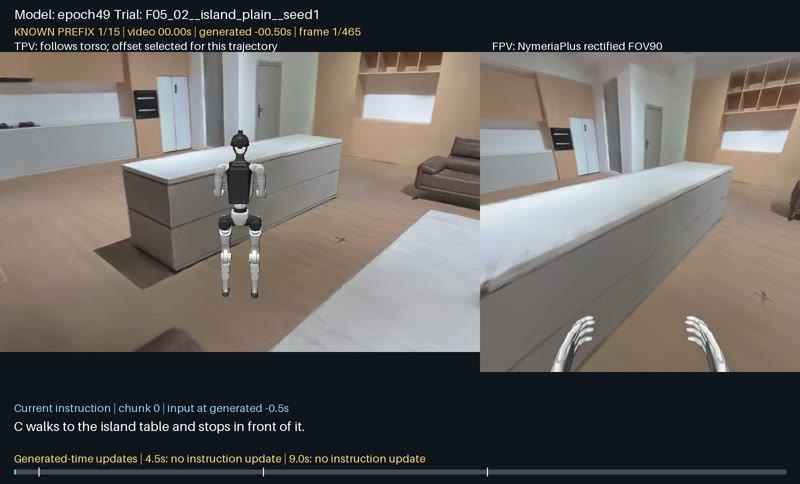 Model: epoch49 Trial: F05_02__island_plain__seed1
KNOWN PREFIX 1/15 | video 00.00s | generated -00.50s | frame 1/465
TPV: follows torso; offset selected for this trajectory
FPV: NymeriaPlus rectified FOV90
Current instruction | chunk 0 | input at generated -0.5s
C walks to the island table and stops in front of it.
Generated-time updates | 4.5s: no instruction update | 9.0s: no instruction update